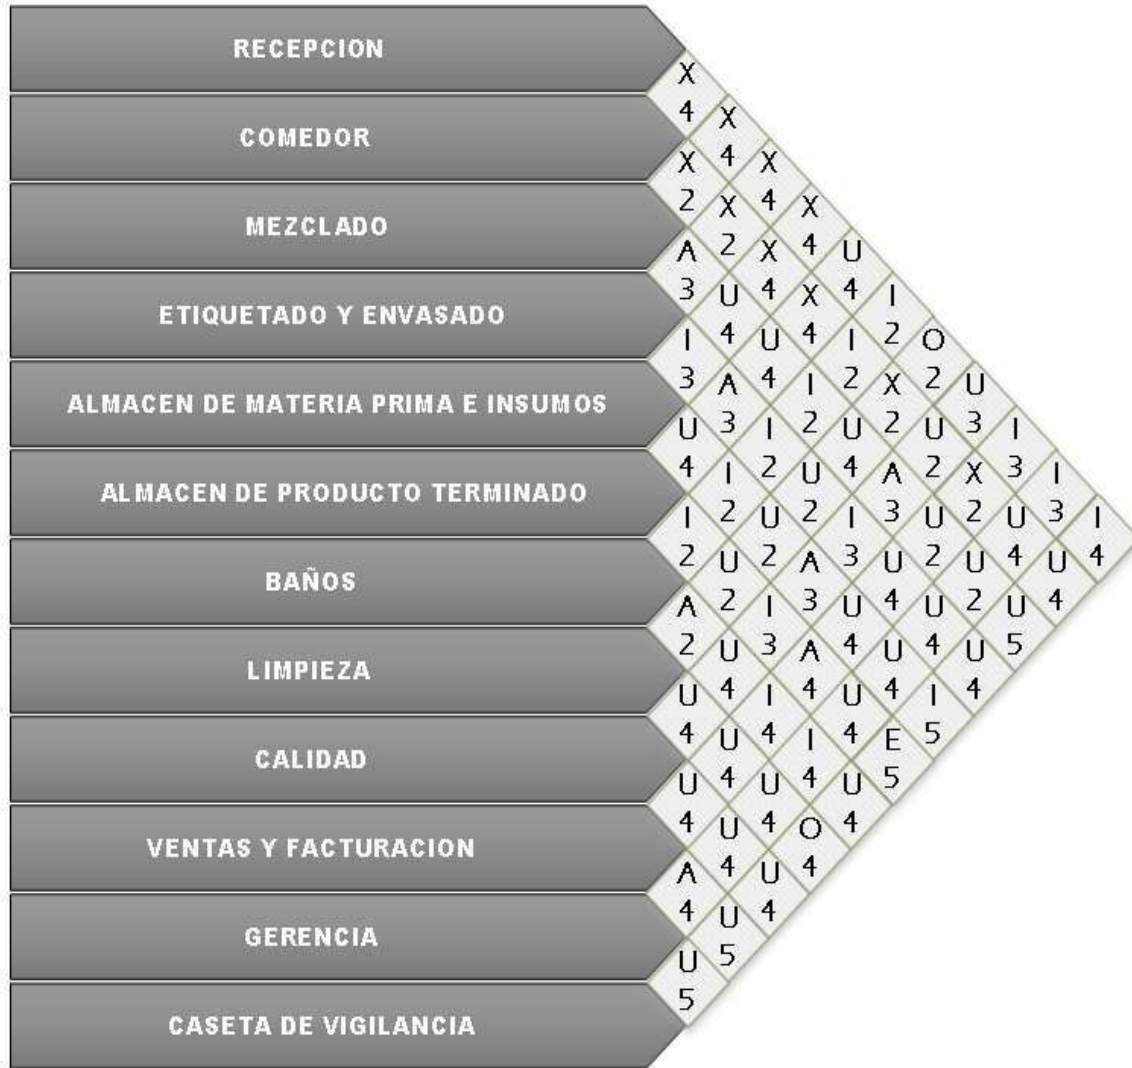 RECEPCION
COMEDOR
MEZCLADO
ETIQUETADO Y ENVASADO
ALMACEN DE MATERIA PRIMA E INSUMOS
ALMACEN DE PRODUCTO TERMINADO
BAÑOS
LIMPIEZA
CALIDAD
VENTAS Y FACTURACION
GERENCIA
CASETA DE VIGILANCIA
X
4 X
X 4 X
2 X 4 X
A 2 X 4 U
3 U 4 X 4 I
I 4 U 4 I 2 O
3 A 4 I 2 X 2 U
U 3 I 2 U 2 U 3 I
4 I 2 U 4 A 2 X 3 I
I 2 U 2 I 3 U 2 U 3 I
2 U 2 A 3 U 2 U 4 U 4
A 2 I 3 U 4 U 2 U 4
2 U 3 A 4 U 4 U 5
U 4 I 4 U 4 I 4
4 U 4 I 4 E 5
U 4 U 4 U 5
4 U 4 O 4
A 4 U 4
4 U 4
U 5
5